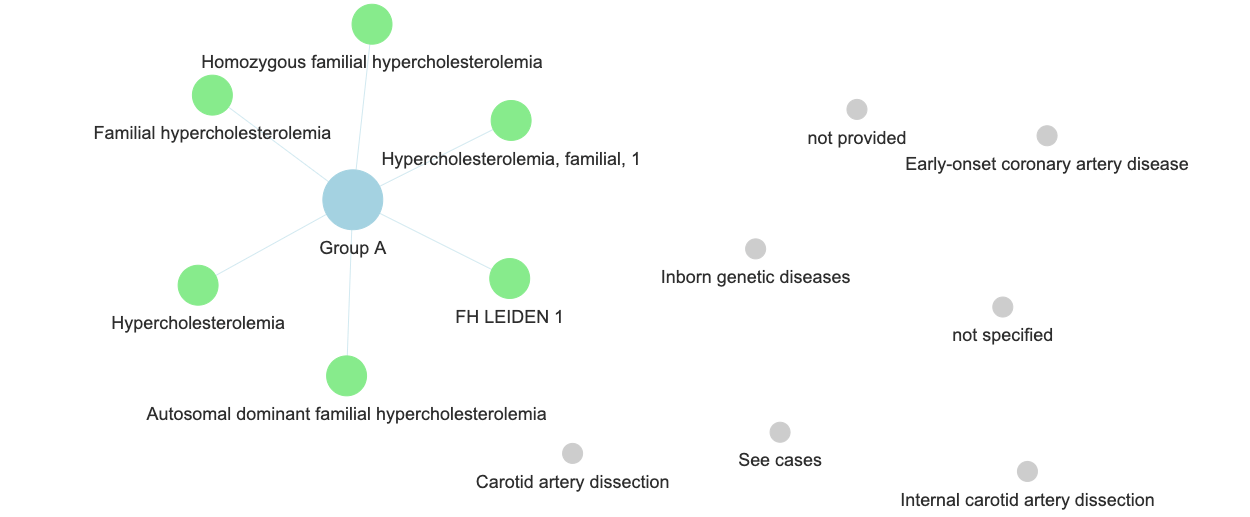 Homozygous familial hypercholesterolemia
Familial hypercholesterolemia
not provided
Hypercholesterolemia, familial, 1
Early-onset coronary artery disease
Group A
Inborn genetic diseases
FH LEIDEN 1
Hypercholesterolemia
not specified
Autosomal dominant familial hypercholesterolemia
See cases
Carotid artery dissection
Internal carotid artery dissection